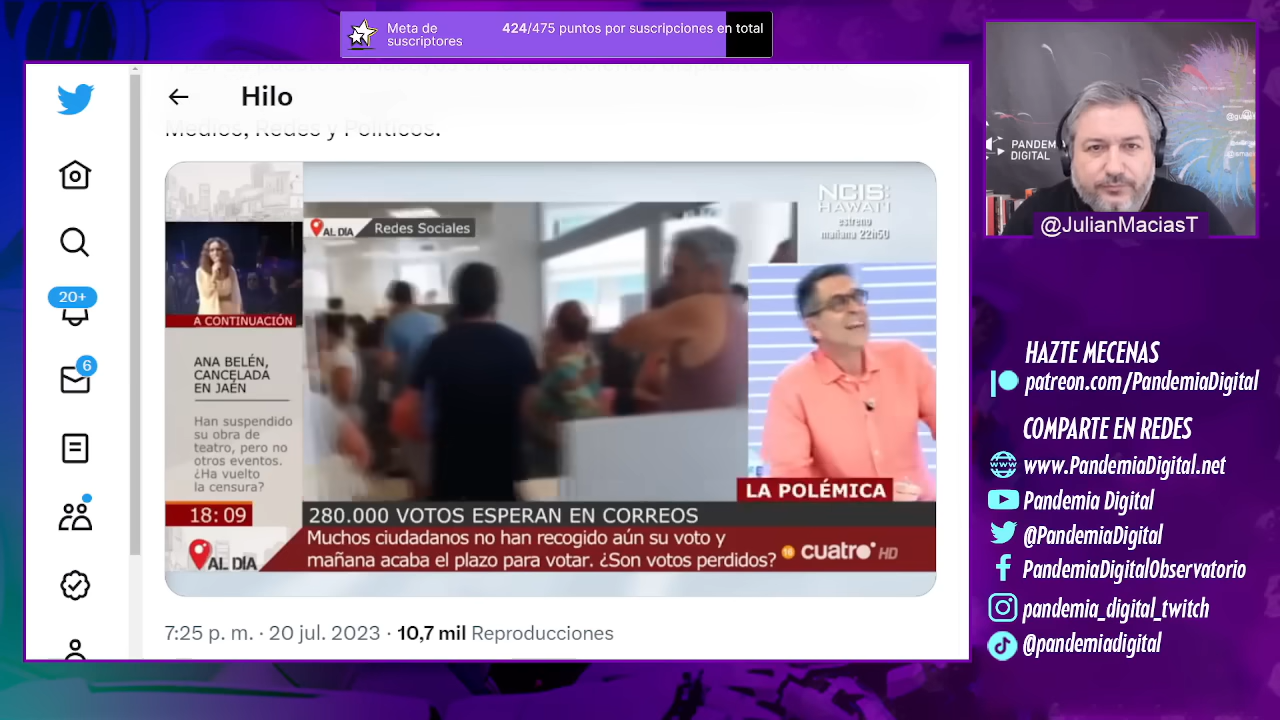 Meta de
suscriptores
424/475 puntos por suscripciones en total
Hilo
Medios, Redes y Políticos.
20+
6
NCIS:
HAWAI'I
estreno
mañana 22h50
AL DÍA
Redes Sociales
A CONTINUACIÓN
ANA BELÉN,
CANCELADA
EN JAÉN
Han suspendido
su obra de
teatro, pero no
otros eventos.
¿Ha vuelto
la censura?
18:09
AL DÍA
LA POLÉMICA
280.000 VOTOS ESPERAN EN CORREOS
Muchos ciudadanos no han recogido aún su voto y
mañana acaba el plazo para votar. ¿Son votos perdidos?
16 cuatro HD
7:25 p. m. · 20 jul. 2023 · 10,7 mil Reproducciones
PANDEM
DIGITAL
@JulianMaciasT
HAZTE MECENAS
patreon.com/PandemiaDigital
COMPARTE EN REDES
www.PandemiaDigital.net
Pandemia Digital
@PandemiaDigital
PandemiaDigitalObservatorio
pandemia_digital_twitch
@pandemiadigital